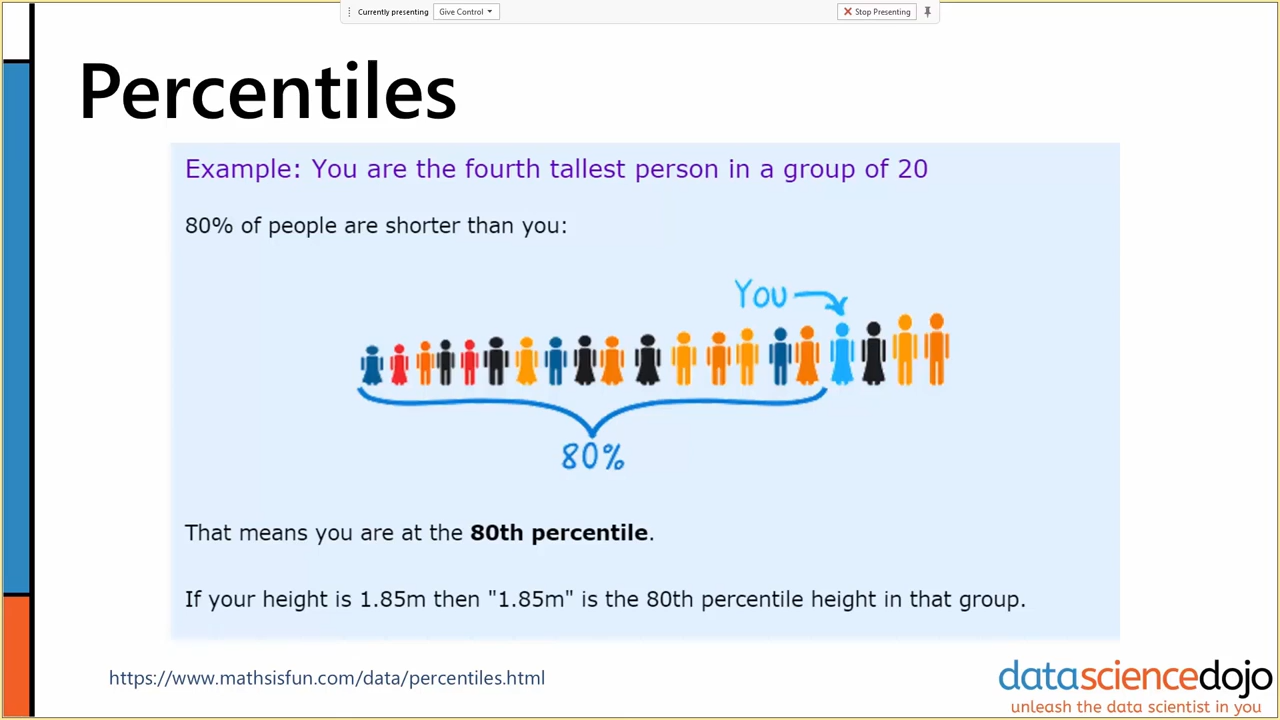 Currently presenting
Give Control
Stop Presenting
Percentiles
Example: You are the fourth tallest person in a group of 20
80% of people are shorter than you:
You
80%
That means you are at the 80th percentile.
If your height is 1.85m then "1.85m" is the 80th percentile height in that group.
https://www.mathsisfun.com/data/percentiles.html
datasciencedojo
unleash the data scientist in you